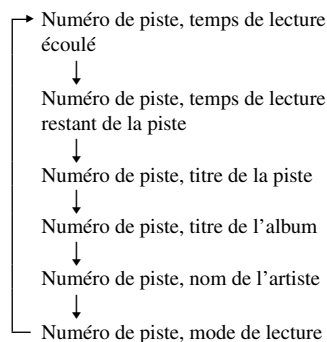 Numéro de piste, temps de lecture
écoulé
Numéro de piste, temps de lecture
restant de la piste
Numéro de piste, titre de la piste
Numéro de piste, titre de l’album
Numéro de piste, nom de l’artiste
Numéro de piste, mode de lecture